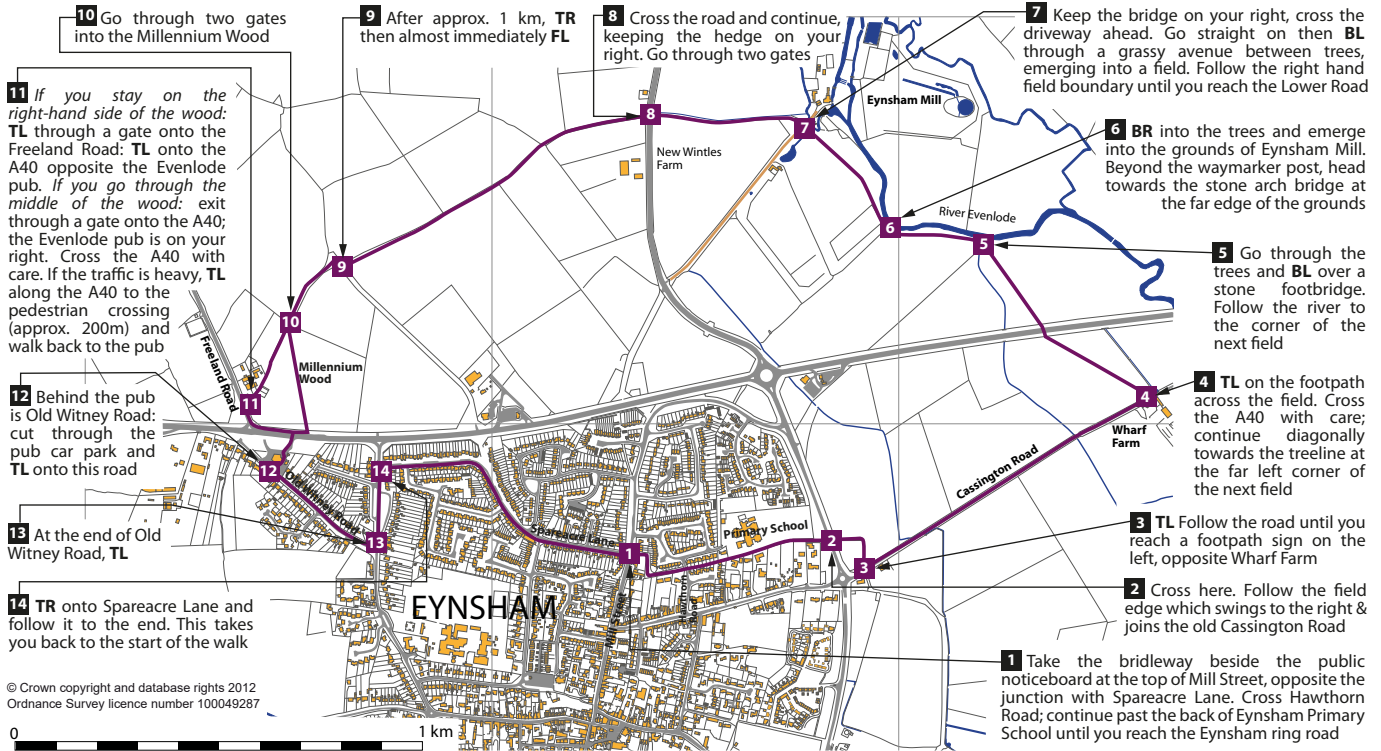 10 Go through two gates
into the Millennium Wood
9 After approx. 1 km, TR
then almost immediately FL
8 Cross the road and continue,
keeping the hedge on your
right. Go through two gates
7 Keep the bridge on your right, cross the
driveway ahead. Go straight on then BL
through a grassy avenue between trees,
emerging into a field. Follow the right hand
field boundary until you reach the Lower Road
11 If you stay on the
right-hand side of the wood:
TL through a gate onto the
Freeland Road: TL onto the
A40 opposite the Evenlode
pub. If you go through the
middle of the wood: exit
through a gate onto the A40;
the Evenlode pub is on your
right. Cross the A40 with
care. If the traffic is heavy, TL
along the A40 to the
pedestrian crossing
(approx. 200m) and
walk back to the pub
6 BR into the trees and emerge
into the grounds of Eynsham Mill.
Beyond the waymarker post, head
towards the stone arch bridge at
the far edge of the grounds
5 Go through the
trees and BL over a
stone footbridge.
Follow the river to
the corner of the
next field
12 Behind the pub
is Old Witney Road:
cut through the
pub car park and
TL onto this road
4 TL on the footpath
across the field. Cross
the A40 with care;
continue diagonally
towards the treeline at
the far left corner of
the next field
13 At the end of Old
Witney Road, TL
3 TL Follow the road until you
reach a footpath sign on the
left, opposite Wharf Farm
14 TR onto Spareacre Lane and
follow it to the end. This takes
you back to the start of the walk
2 Cross here. Follow the field
edge which swings to the right &
joins the old Cassington Road
1 Take the bridleway beside the public
noticeboard at the top of Mill Street, opposite the
junction with Spareacre Lane. Cross Hawthorn
Road; continue past the back of Eynsham Primary
School until you reach the Eynsham ring road
Eynsham Mill
8
7
New Wintles
Farm
6
River Evenlode
5
9
10
Freeland Road
Millennium
Wood
11
4
Wharf
Farm
12
14
Old Witney Road
Cassington Road
Spareacre Lane
Primary School
13
1
2
3
EYNSHAM
Mill Street
Hawthorn
Road
© Crown copyright and database rights 2012
Ordnance Survey licence number 100049287
0
1 km